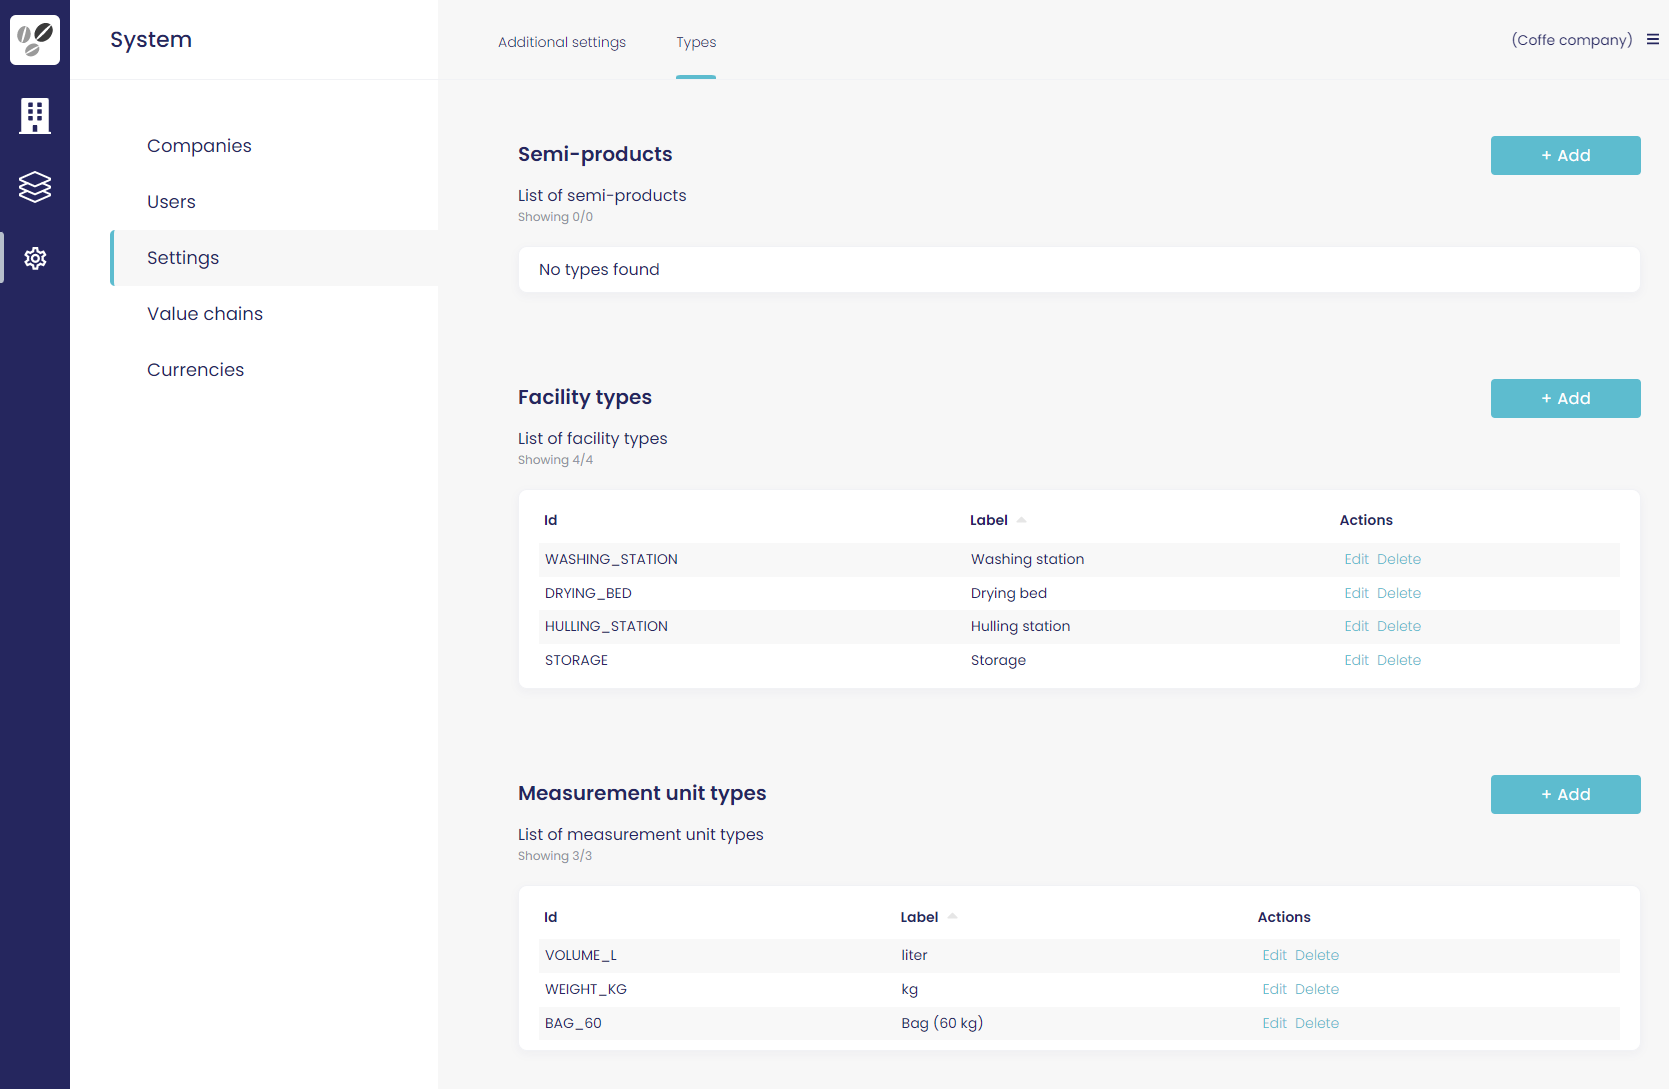 System
Additional settings
Types
(Coffe company)
Companies
Users
Settings
Value chains
Currencies
Semi-products
+ Add
List of semi-products
Showing 0/0
No types found
Facility types
+ Add
List of facility types
Showing 4/4
Id Label Actions
WASHING_STATION Washing station Edit Delete
DRYING_BED Drying bed Edit Delete
HULLING_STATION Hulling station Edit Delete
STORAGE Storage Edit Delete
Measurement unit types
+ Add
List of measurement unit types
Showing 3/3
Id Label Actions
VOLUME_L liter Edit Delete
WEIGHT_KG kg Edit Delete
BAG_60 Bag (60 kg) Edit Delete